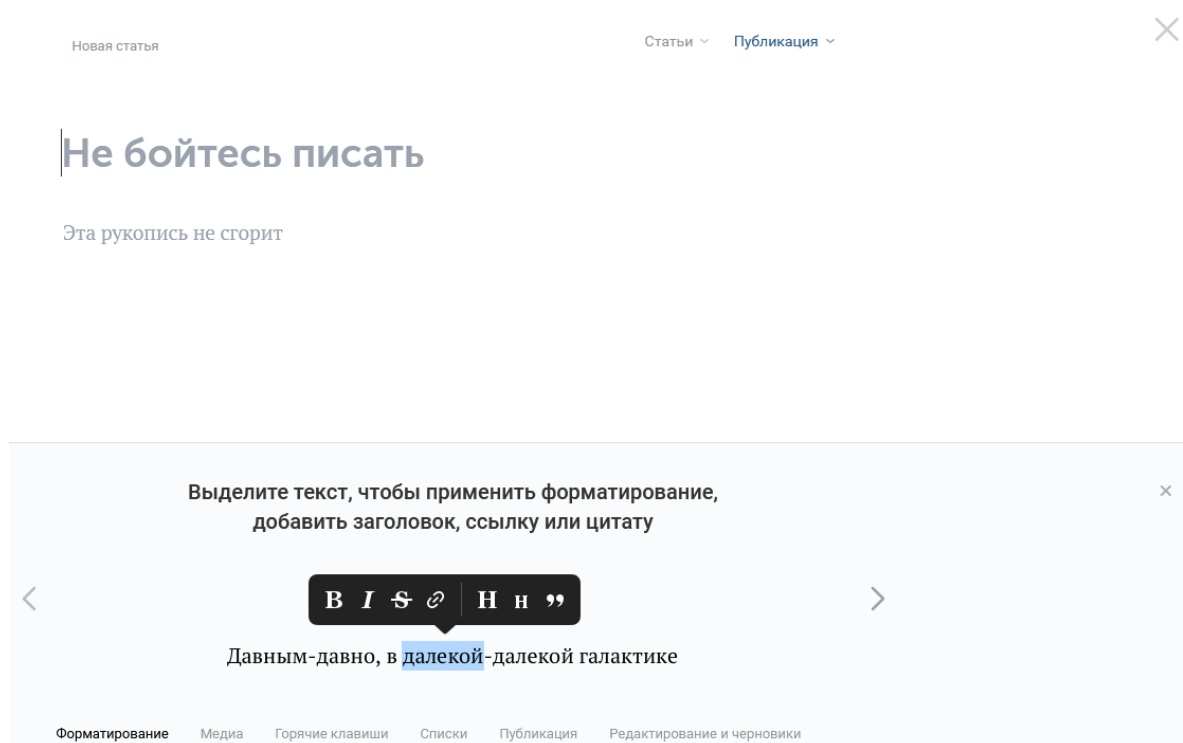 Новая статья
Статьи
Публикация
Не бойтесь писать
Эта рукопись не сгорит
Выделите текст, чтобы применить форматирование,
добавить заголовок, ссылку или цитату
B I S H H ”
Давным-давно, в далекой-далекой галактике
Форматирование
Медиа
Горячие клавиши
Списки
Публикация
Редактирование и черновики